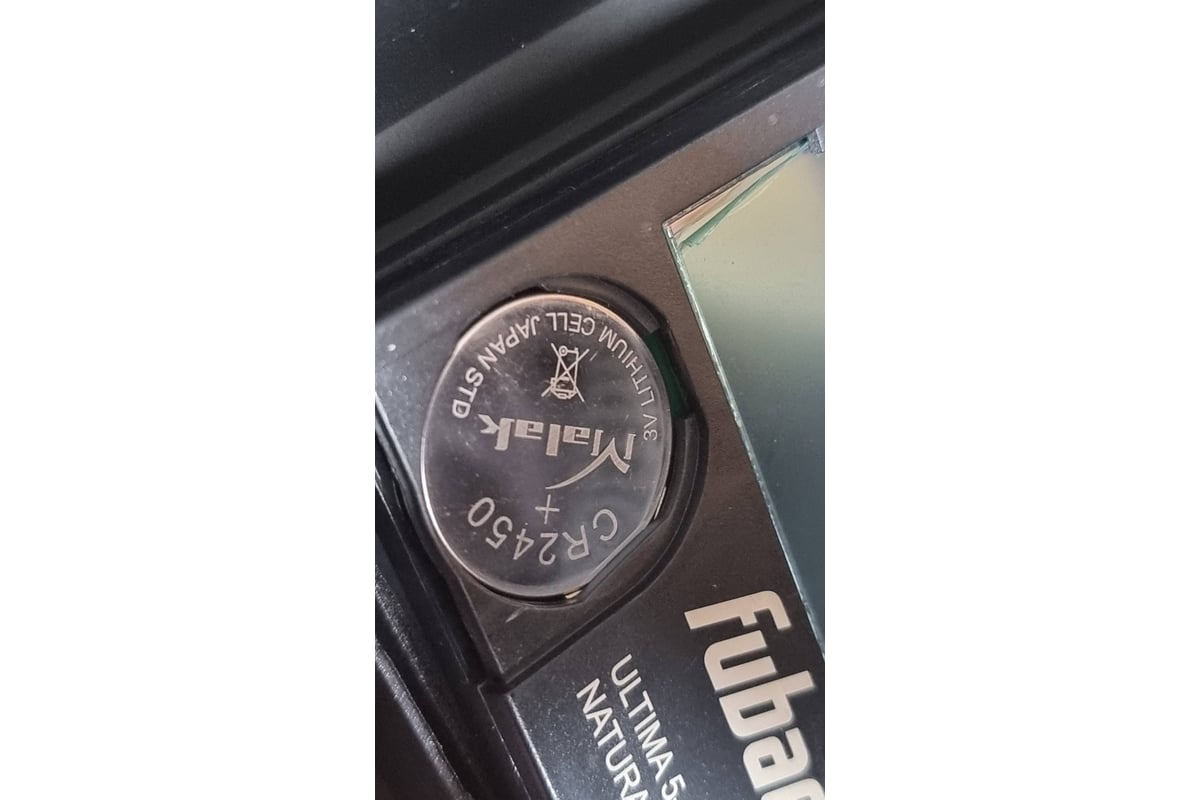 3V LITHIUM CELL JAPAN STD
Malak
+
CR2450
Fubag
ULTIMA 5-
NATURA